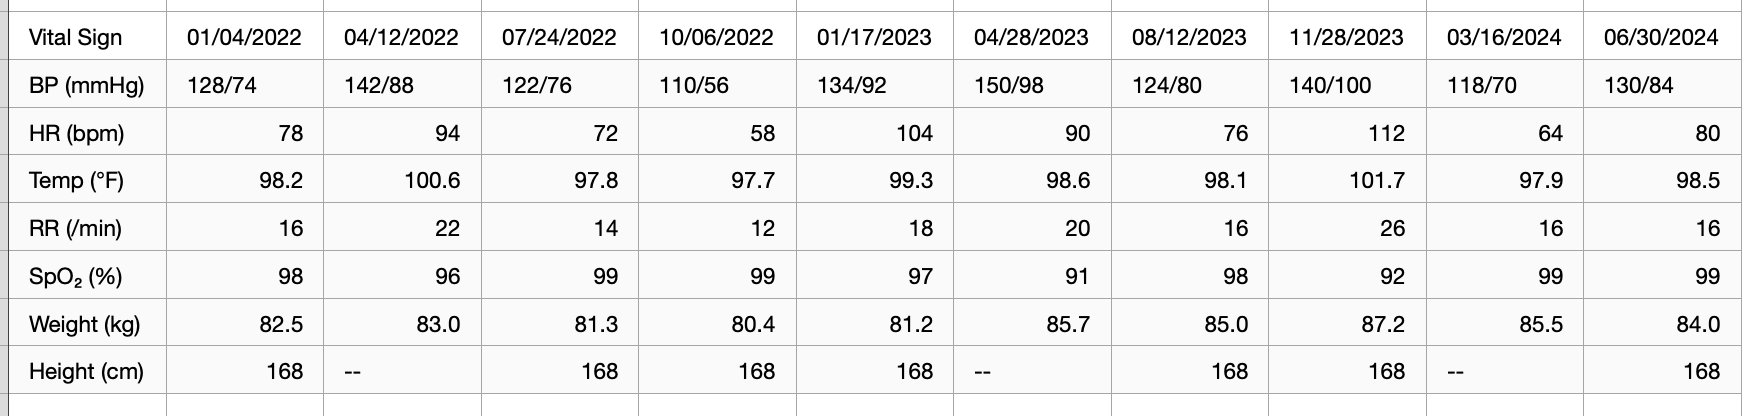 Vital Sign 01/04/2022 04/12/2022 07/24/2022 10/06/2022 01/17/2023 04/28/2023 08/12/2023 11/28/2023 03/16/2024 06/30/2024
BP (mmHg) 128/74 142/88 122/76 110/56 134/92 150/98 124/80 140/100 118/70 130/84
HR (bpm) 78 94 72 58 104 90 76 112 64 80
Temp (°F) 98.2 100.6 97.8 97.7 99.3 98.6 98.1 101.7 97.9 98.5
RR (/min) 16 22 14 12 18 20 16 26 16 16
SpO₂ (%) 98 96 99 99 97 91 98 92 99 99
Weight (kg) 82.5 83.0 81.3 80.4 81.2 85.7 85.0 87.2 85.5 84.0
Height (cm) 168 -- 168 168 168 -- 168 168 -- 168